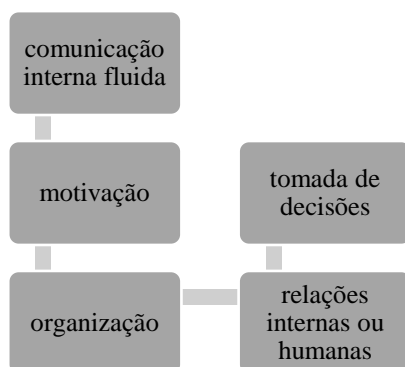 comunicação
interna fluida
motivação
organização
relações
internas ou
humanas
tomada de
decisões